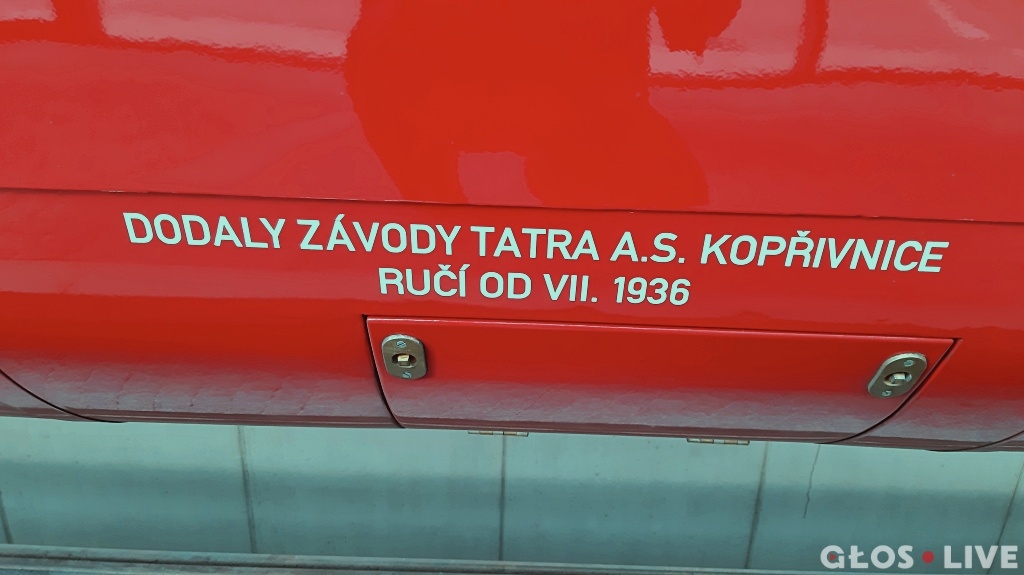 DODALY ZÁVODY TATRA A.S. KOPŘIVNICE
RUČÍ OD VII. 1936
GŁOS LIVE